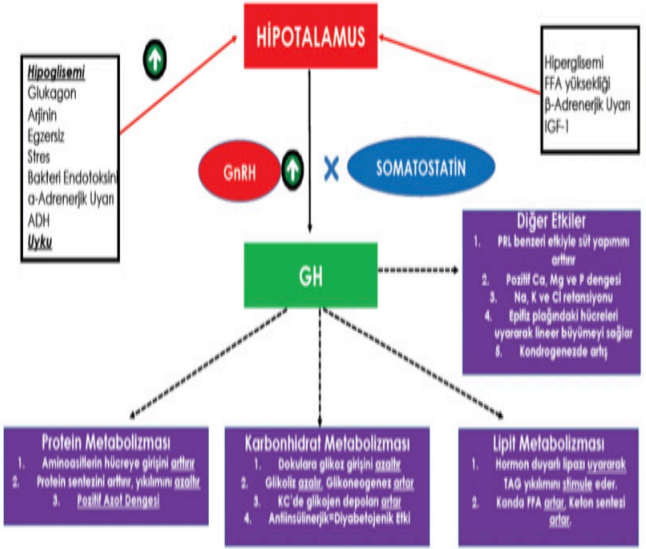 HİPOTALAMUS
Hipoglisemi
Glukagon
Arjinin
Egzersiz
Stres
Bakteri Endotoksini
a-Adrenerjik Uyarı
ADH
Uyku
Hiperglisemi
FFA yüksekliği
β-Adrenerjik Uyarı
IGF-1
GnRH
SOMATOSTATİN
GH
Diğer Etkiler
1. PRL benzeri etkiyle süt yapımını
arttırır
2. Pozitif Ca, Mg ve P dengesi
3. Na, K ve Cl retansiyonu
4. Epifiz plağındaki hücreleri
uyararak lineer büyümeyi sağlar
5. Kondrogenezde artış
Protein Metabolizması
1. Aminoasitlerin hücreye girişini arttırır
2. Protein sentezini arttırır, yıkılımını azaltır
3. Pozitif Azot Dengesi
Karbonhidrat Metabolizması
1. Dokulara glikoz girişini azaltır
2. Glikoliz azalır, Glikoneogenez artar
3. KC'de glikojen depoları artar
4. Antiinsülinerjik=Diyabetojenik Etki
Lipit Metabolizması
1. Hormon duyarlı lipazı uyararak
TAG yıkılımını stimule eder.
2. Kanda FFA artar, Keton sentezi
artar.